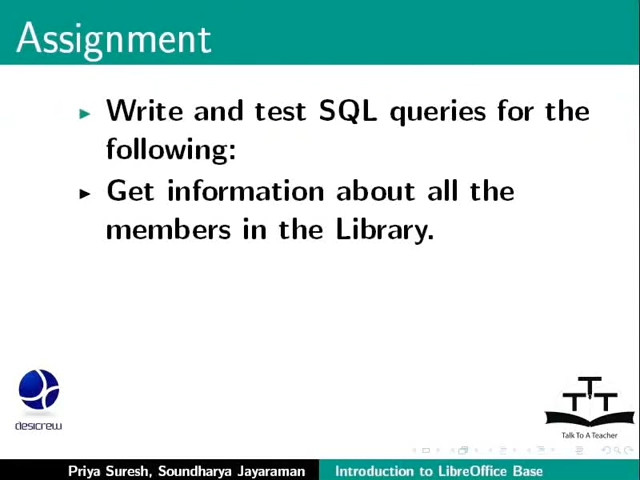 Assignment
Write and test SQL queries for the
following:
Get information about all the
members in the Library.
desicrew
T T T
Talk To A Teacher
Priya Suresh, Soundharya Jayaraman
Introduction to LibreOffice Base